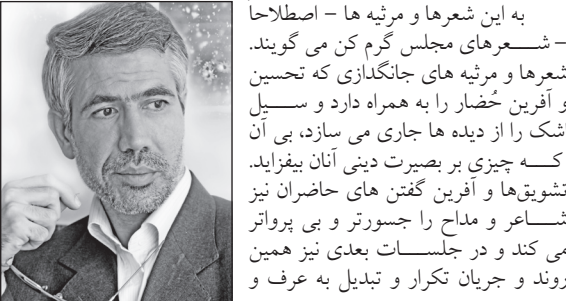 به این شعرها و مرثیه ها – اصطلاحاً
– شـــعرهای مجلس گرم کن می گویند.
شعرها و مرثیه های جانگدازی که تحسین
و آفرین حُضار را به همراه دارد و ســیل
اشک را از دیده ها جاری می سازد، بی آن
کـــه چیزی بر بصیرت دینی آنان بیفزاید.
تشویق‌ها و آفرین گفتن های حاضران نیز
شـــاعر و مداح را جسورتر و بی پرواتر
می کند و در جلســـات بعدی نیز همین
روند و جریان تکرار و تبدیل به عرف و